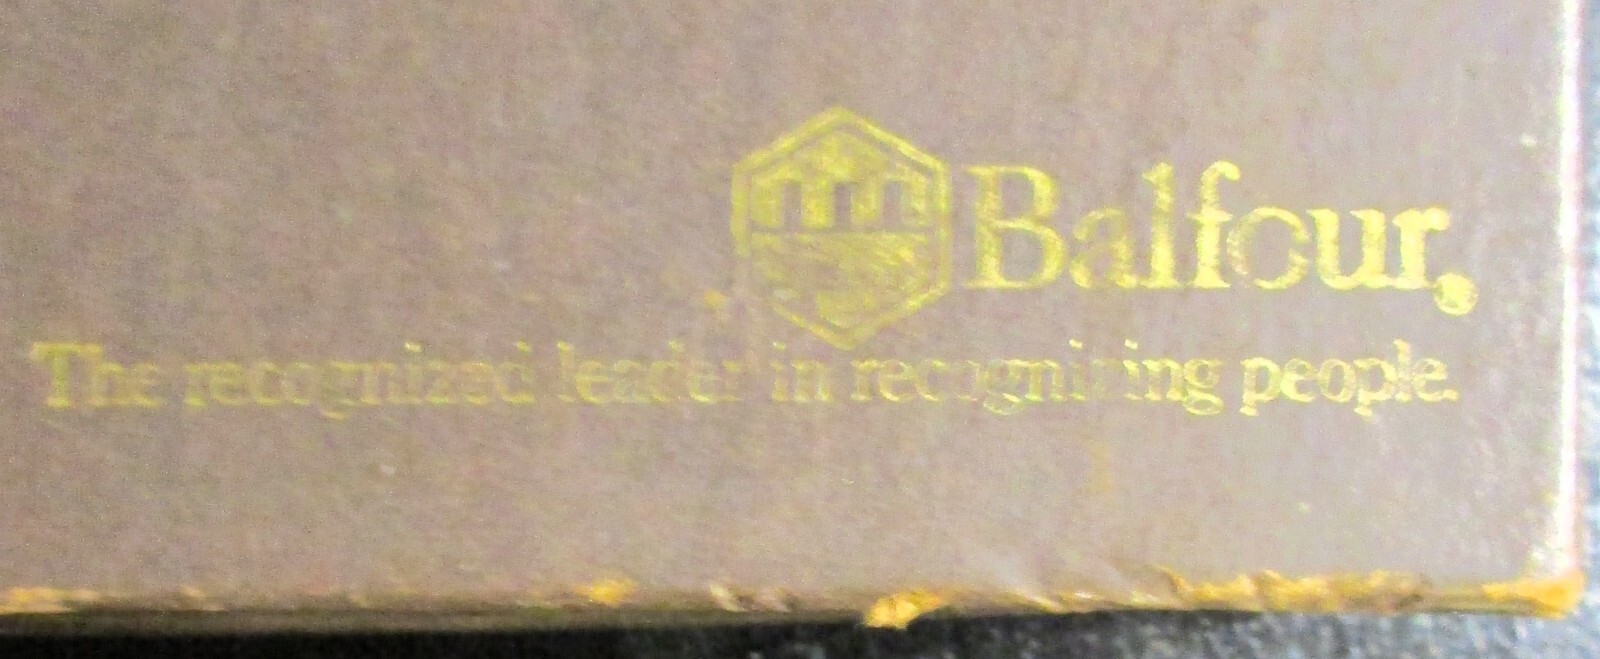 Balfour®
The recognized leader in recognizing people.